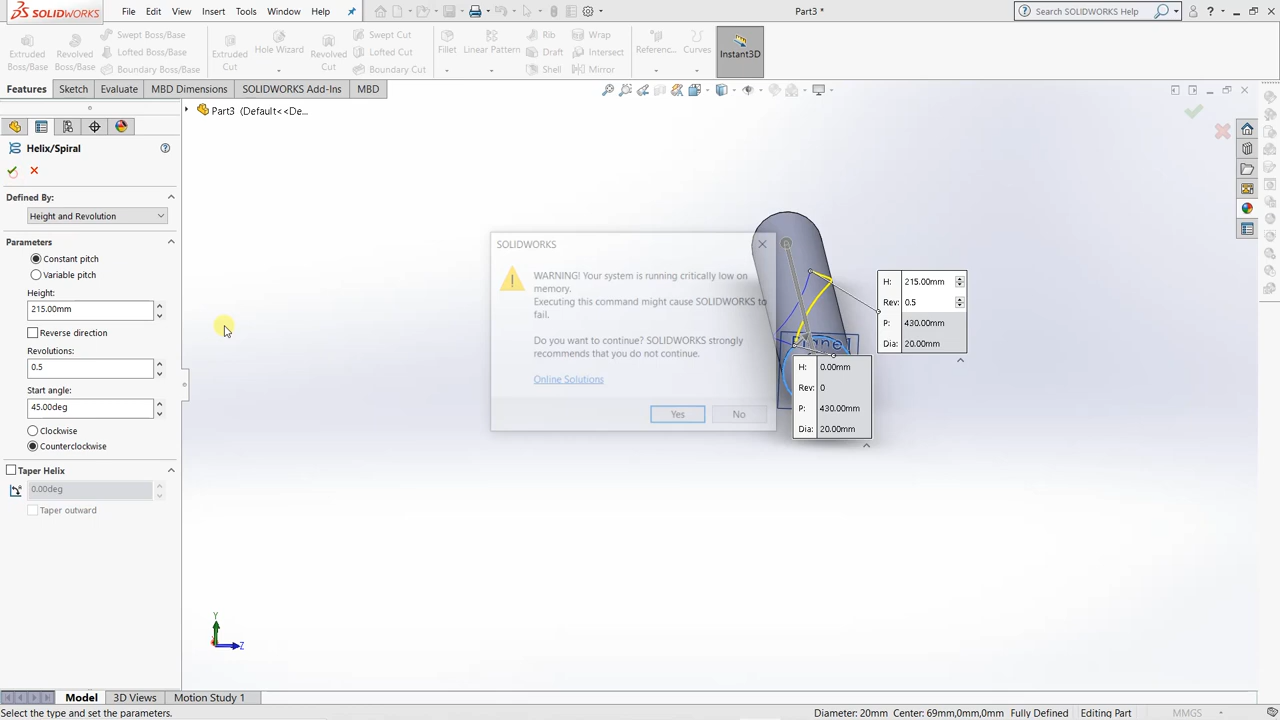 SOLIDWORKS
File
Edit
View
Insert
Tools
Window
Help
Part3 *
Search SOLIDWORKS Help
Extruded Boss/Base
Revolved Boss/Base
Swept Boss/Base
Lofted Boss/Base
Boundary Boss/Base
Extruded Cut
Hole Wizard
Revolved Cut
Swept Cut
Lofted Cut
Boundary Cut
Fillet
Linear Pattern
Rib
Draft
Shell
Wrap
Intersect
Mirror
Referenc...
Curves
Instant3D
Features
Sketch
Evaluate
MBD Dimensions
SOLIDWORKS Add-Ins
MBD
Part3 (Default<<De...
Helix/Spiral
Defined By:
Height and Revolution
Parameters
Constant pitch
Variable pitch
Height:
215.00mm
Reverse direction
Revolutions:
0.5
Start angle:
45.00deg
Clockwise
Counterclockwise
Taper Helix
0.00deg
Taper outward
SOLIDWORKS
WARNING! Your system is running critically low on
memory.
Executing this command might cause SOLIDWORKS to
fail.
Do you want to continue? SOLIDWORKS strongly
recommends that you do not continue.
Online Solutions
Yes
No
H: 215.00mm
Rev: 0.5
P: 430.00mm
Dia: 20.00mm
Plane1
H: 0.00mm
Rev: 0
P: 430.00mm
Dia: 20.00mm
Y
Z
Model
3D Views
Motion Study 1
Select the type and set the parameters.
Diameter: 20mm Center: 69mm,0mm,0mm
Fully Defined
Editing Part
MMGS